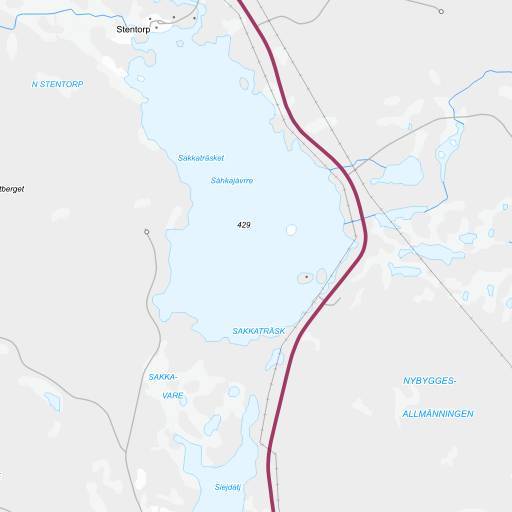 Stentorp
N STENTORP
Sakkaträsket
Sáhkajávrre
tberget
429
SAKKATRÄSK
SAKKA-
VARE
NYBYGGES-
ALLMÄNNINGEN
Siejdátj